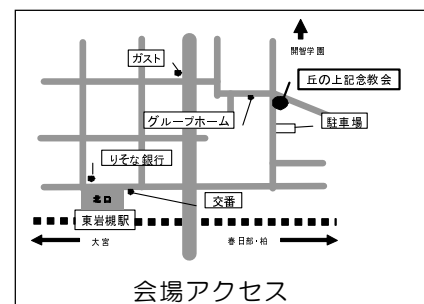 開智学園
ガスト
丘の上記念教会
グループホーム
駐車場
りそな銀行
北口
交番
東岩槻駅
大宮
春日部・柏
会場アクセス